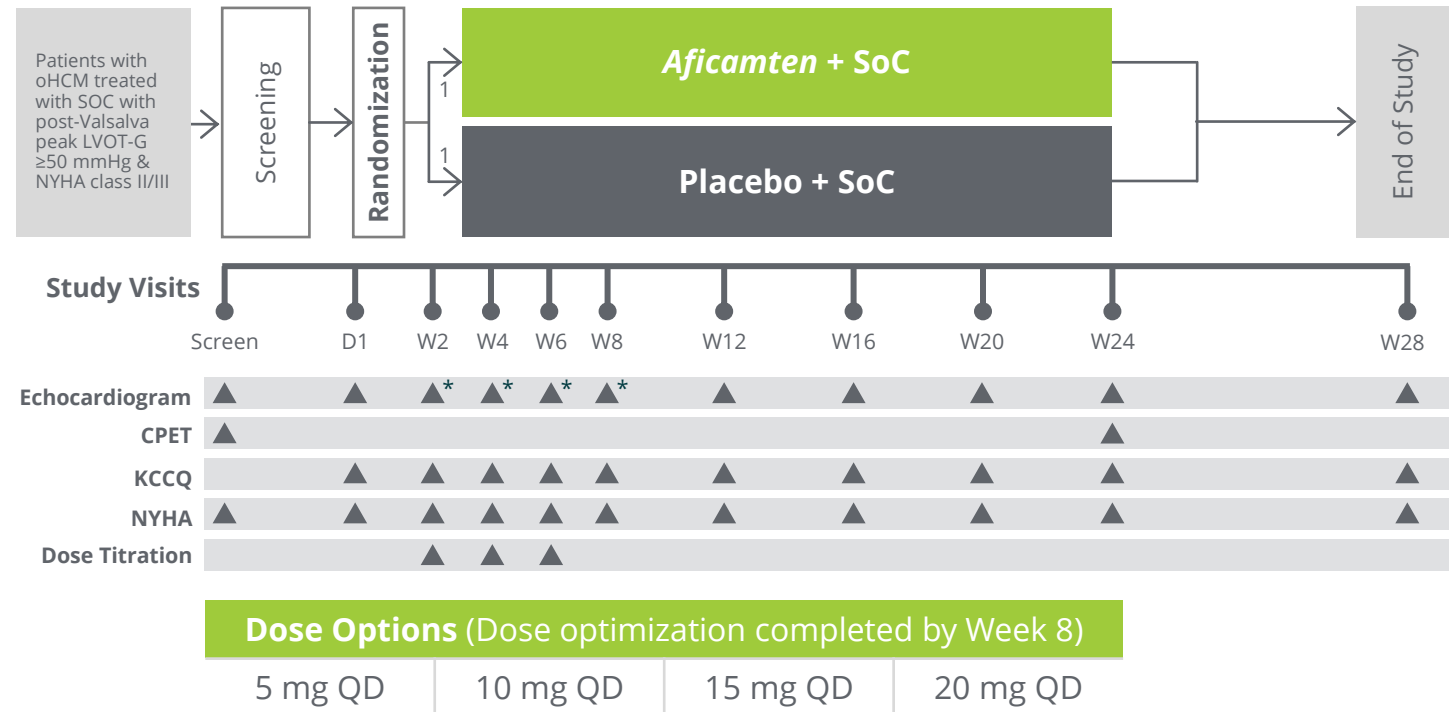 Patients with
oHCM treated
with SOC with
post-Valsalva
peak LVOT-G
≥50 mmHg &
NYHA class II/III
Screening
Randomization
1
1
Aficamten + SoC
Placebo + SoC
End of Study
Study Visits
Screen D1 W2 W4 W6 W8 W12 W16 W20 W24 W28
Echocardiogram * * * *
CPET
KCCQ
NYHA
Dose Titration
Dose Options (Dose optimization completed by Week 8)
5 mg QD 10 mg QD 15 mg QD 20 mg QD